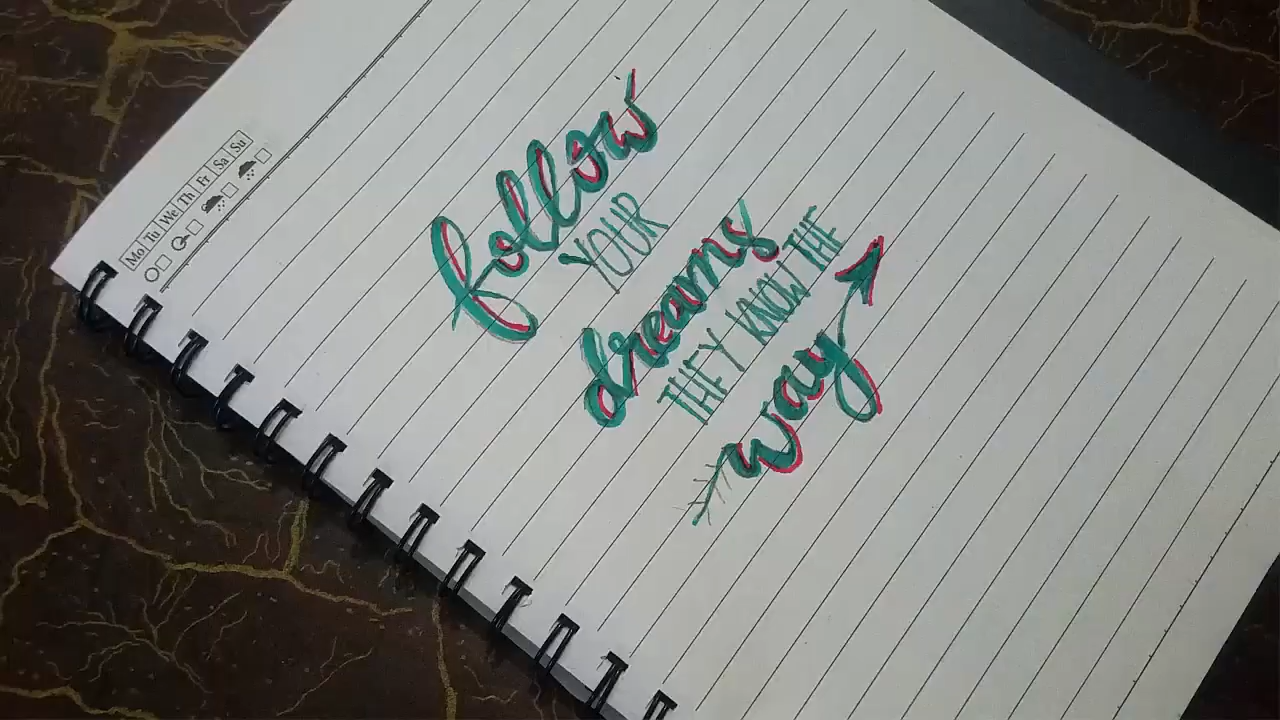 Mo Tu We Th Fr Sa Su
follow
YOUR
dreams
THEY KNOW THE
way